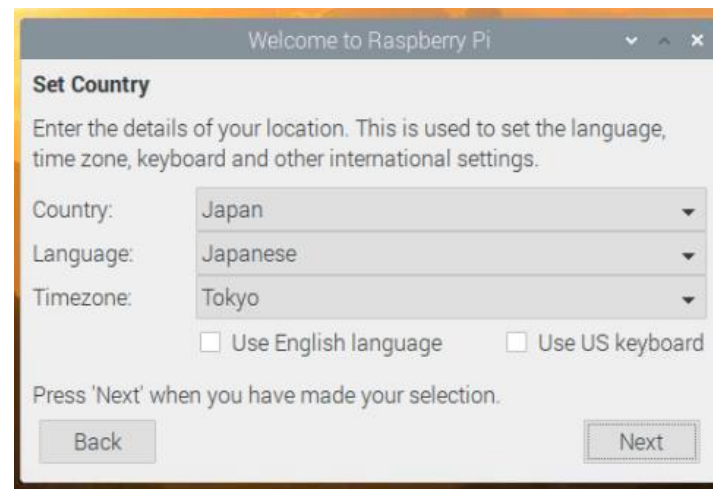 Welcome to Raspberry Pi
Set Country
Enter the details of your location. This is used to set the language,
time zone, keyboard and other international settings.
Country: Japan
Language: Japanese
Timezone: Tokyo
Use English language Use US keyboard
Press 'Next' when you have made your selection.
Back Next